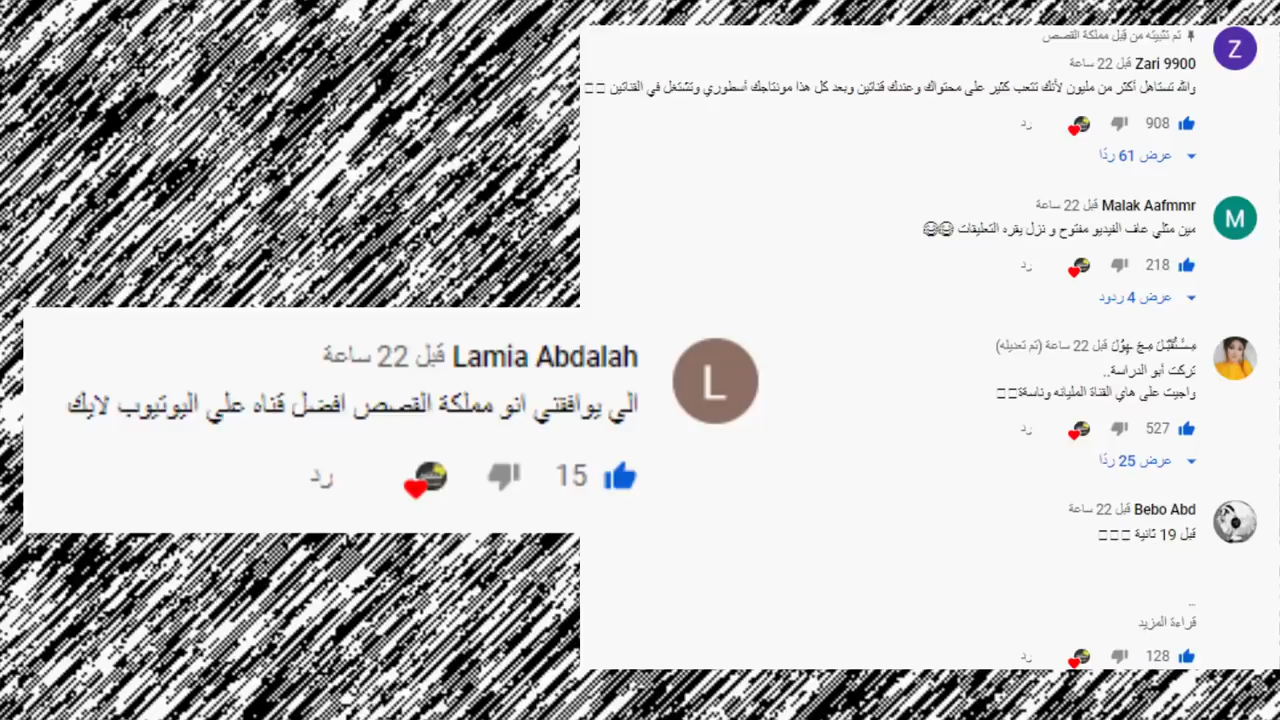 تم تثبيته من قبل مملكة القصص
Zari 9900 قبل 22 ساعة
والله تستاهل أكثر من مليون لأنك تتعب كثير على محتواك وعندك قناتين وبعد كل هذا مونتاجك أسطوري وتشتغل في القناتين
908 رد
عرض 61 ردًا
Malak Aafmmr قبل 22 ساعة
مين مثلي عاف الفيديو مفتوح و نزل يقره التعليقات 😂😂
218 رد
عرض 4 ردود
قبل 22 ساعة (تم تعديله)
تركت أبو الدراسة..
واجيت على هاي القناة المليانه وناسةة
527 رد
عرض 25 ردًا
Bebo Abd قبل 22 ساعة
قبل 19 ثانية
...
قراءة المزيد
128 رد
Lamia Abdalah قبل 22 ساعة
الي يوافقني انو مملكة القصص افضل قناه علي اليوتيوب لايك
15 رد